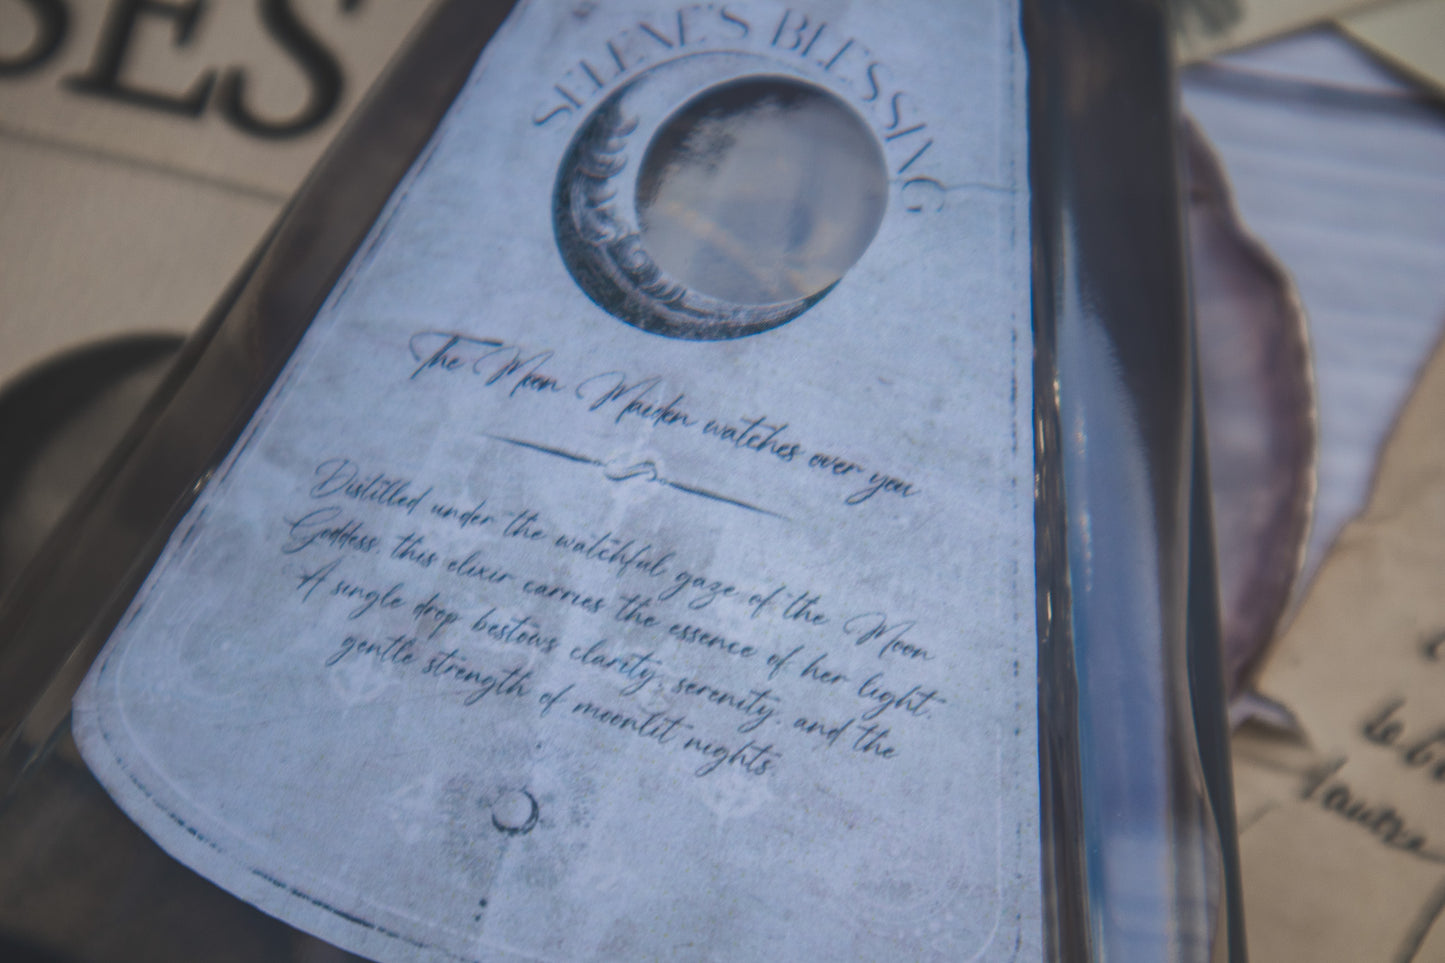 SES
SELENE'S BLESSING
The Moon Maiden watches over you
Distilled under the watchful gaze of the Moon
Goddess, this elixir carries the essence of her light.
A single drop bestows clarity, serenity, and the
gentle strength of moonlit nights.
l'autre